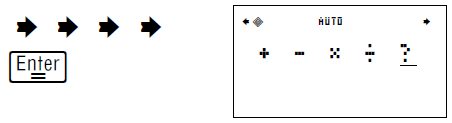 🡆 🡆 🡆 🡆
Enter
=
← ◈ AUTO →
+ − × ÷ ?